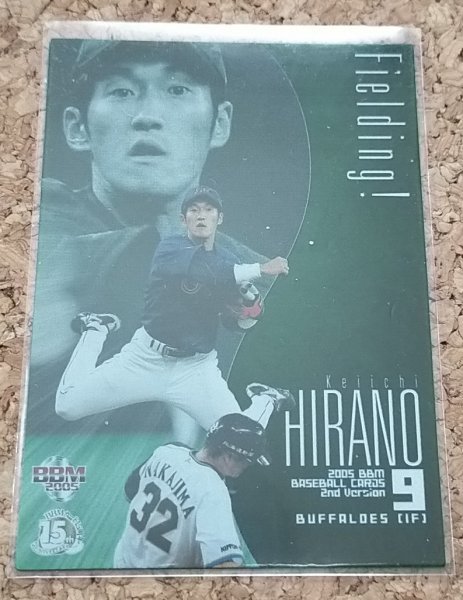 Fielding!
Keiichi
HIRANO
2005 BBM
BASEBALL CARDS
2nd Version
9
BUFFALOES [IF]
NAKAJIMA
32
BBM
2005
15th